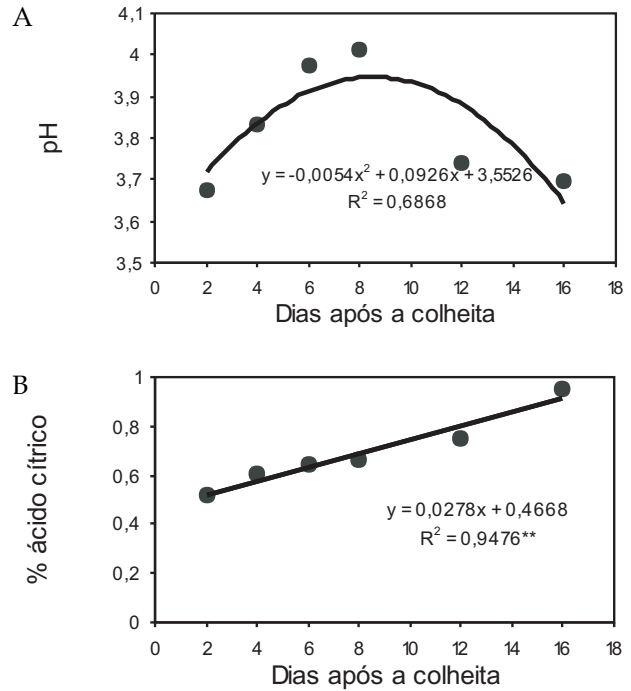 A
4,1
4
3,9
3,8
3,7
3,6
3,5
pH
y = -0,0054x² + 0,0926x + 3,5526
R² = 0,6868
0 2 4 6 8 10 12 14 16 18
Dias após a colheita
B
1
0,8
0,6
0,4
0,2
0
% ácido cítrico
y = 0,0278x + 0,4668
R² = 0,9476**
0 2 4 6 8 10 12 14 16 18
Dias após a colheita